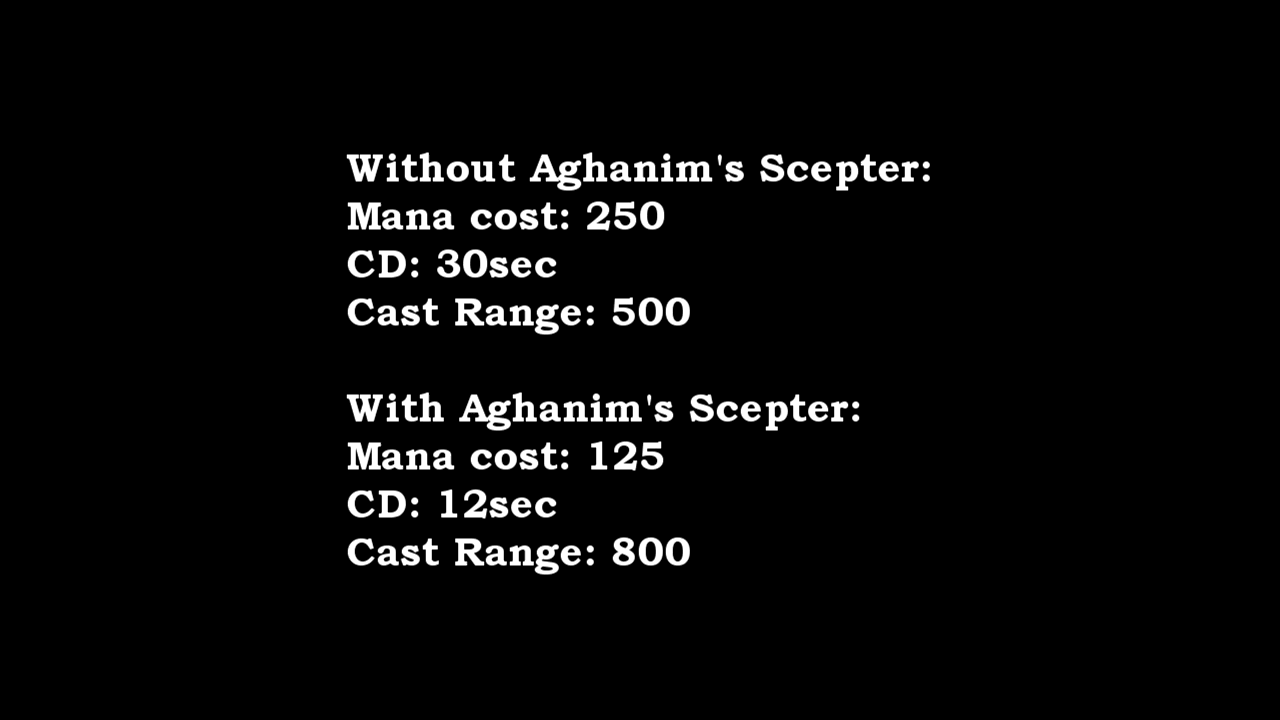 Without Aghanim's Scepter:
Mana cost: 250
CD: 30sec
Cast Range: 500
With Aghanim's Scepter:
Mana cost: 125
CD: 12sec
Cast Range: 800